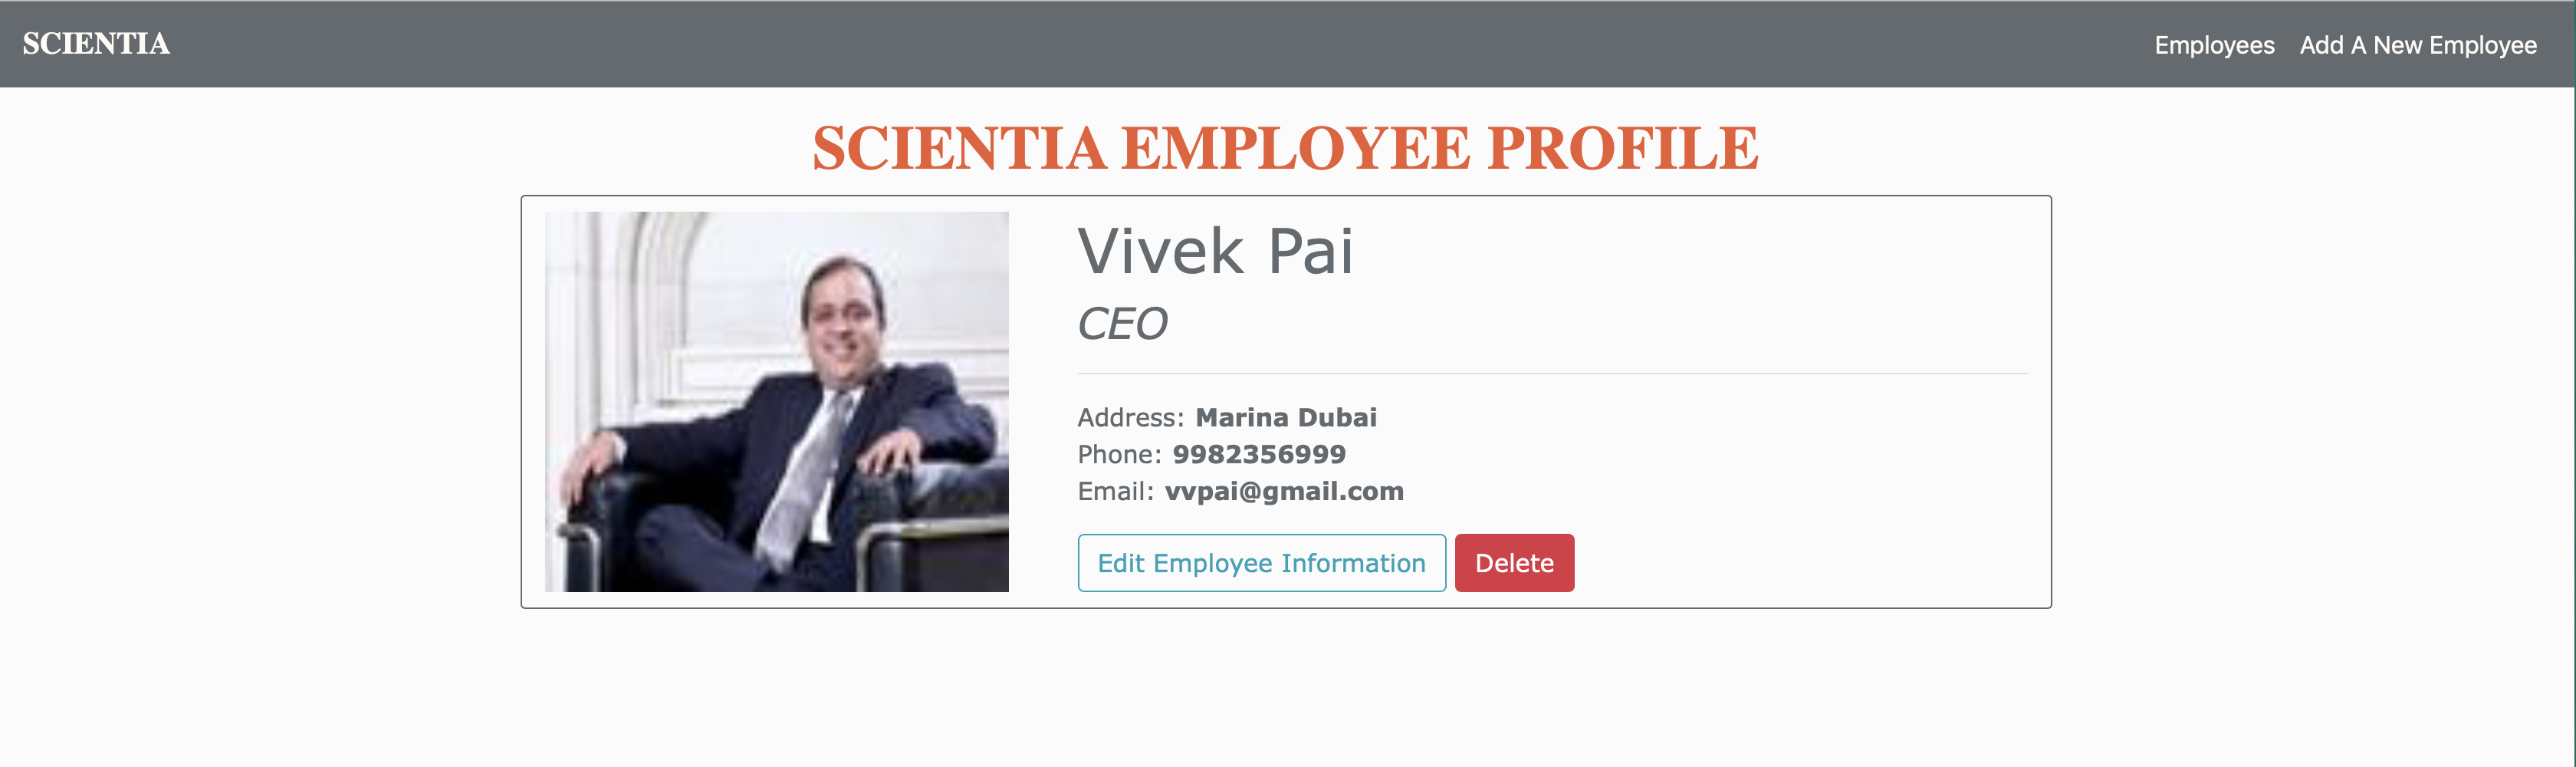 SCIENTIA
Employees Add A New Employee
SCIENTIA EMPLOYEE PROFILE
Vivek Pai
CEO
Address: Marina Dubai
Phone: 9982356999
Email: vvpai@gmail.com
Edit Employee Information Delete